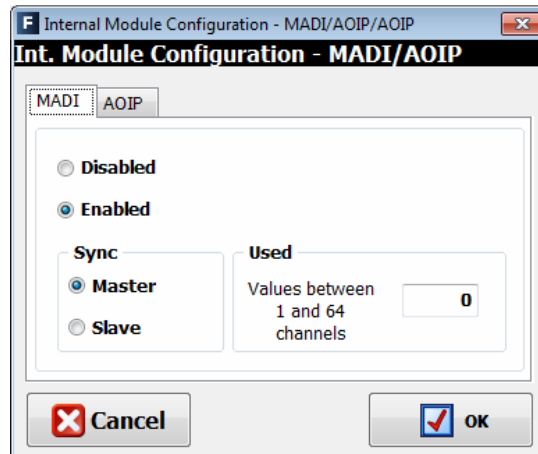 F Internal Module Configuration - MADI/AOIP/AOIP
Int. Module Configuration - MADI/AOIP
MADI AOIP
Disabled
Enabled
Sync
Master
Slave
Used
Values between
1 and 64
channels
0
Cancel
OK